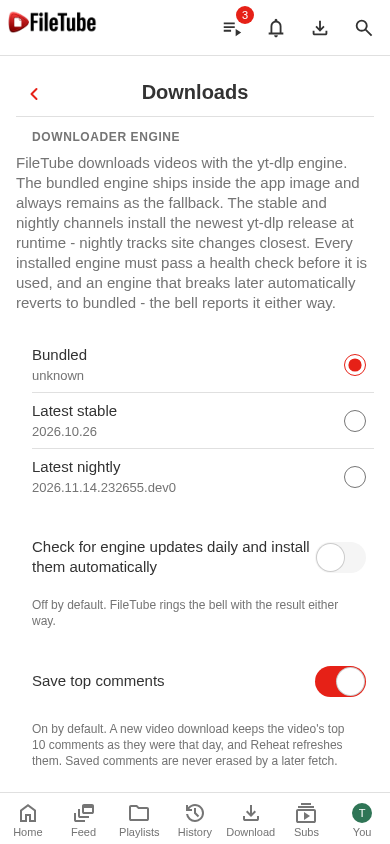 FileTube
3
Downloads
DOWNLOADER ENGINE
FileTube downloads videos with the yt-dlp engine.
The bundled engine ships inside the app image and
always remains as the fallback. The stable and
nightly channels install the newest yt-dlp release at
runtime - nightly tracks site changes closest. Every
installed engine must pass a health check before it is
used, and an engine that breaks later automatically
reverts to bundled - the bell reports it either way.
Bundled
unknown
Latest stable
2026.10.26
Latest nightly
2026.11.14.232655.dev0
Check for engine updates daily and install
them automatically
Off by default. FileTube rings the bell with the result either
way.
Save top comments
On by default. A new video download keeps the video's top
10 comments as they were that day, and Reheat refreshes
them. Saved comments are never erased by a later fetch.
T
Home Feed Playlists History Download Subs You